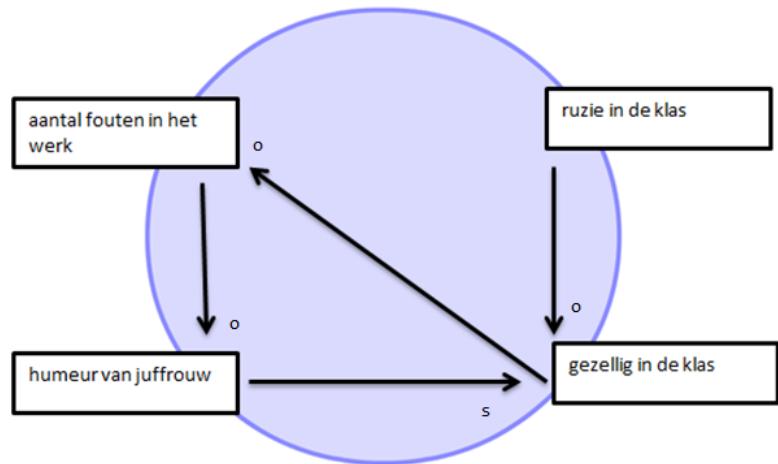 aantal fouten in het
werk
o
ruzie in de klas
o
o
humeur van juffrouw
gezellig in de klas
s